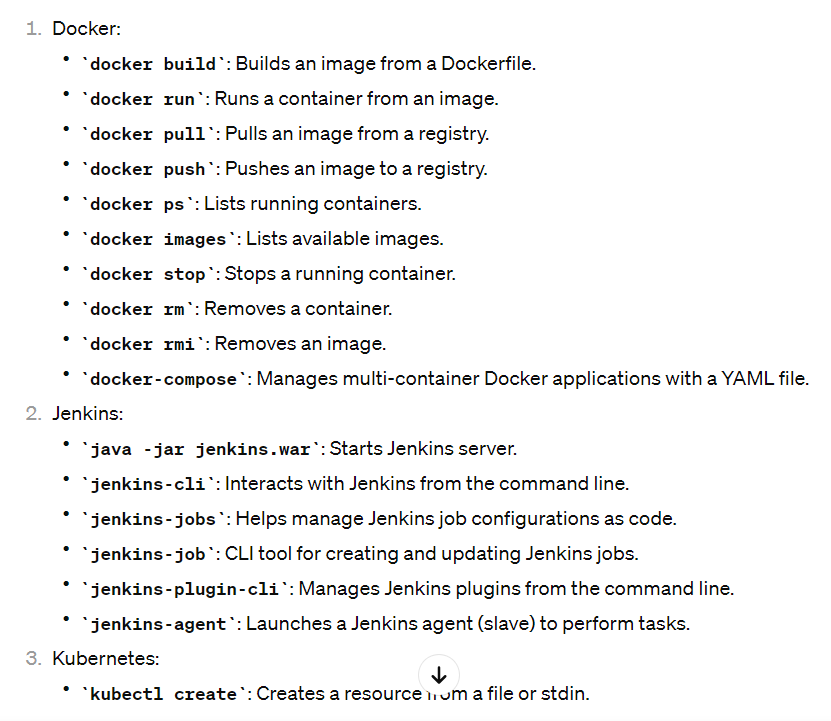 1. Docker:
• `docker build`: Builds an image from a Dockerfile.
• `docker run`: Runs a container from an image.
• `docker pull`: Pulls an image from a registry.
• `docker push`: Pushes an image to a registry.
• `docker ps`: Lists running containers.
• `docker images`: Lists available images.
• `docker stop`: Stops a running container.
• `docker rm`: Removes a container.
• `docker rmi`: Removes an image.
• `docker-compose`: Manages multi-container Docker applications with a YAML file.
2. Jenkins:
• `java -jar jenkins.war`: Starts Jenkins server.
• `jenkins-cli`: Interacts with Jenkins from the command line.
• `jenkins-jobs`: Helps manage Jenkins job configurations as code.
• `jenkins-job`: CLI tool for creating and updating Jenkins jobs.
• `jenkins-plugin-cli`: Manages Jenkins plugins from the command line.
• `jenkins-agent`: Launches a Jenkins agent (slave) to perform tasks.
3. Kubernetes:
• `kubectl create`: Creates a resource from a file or stdin.